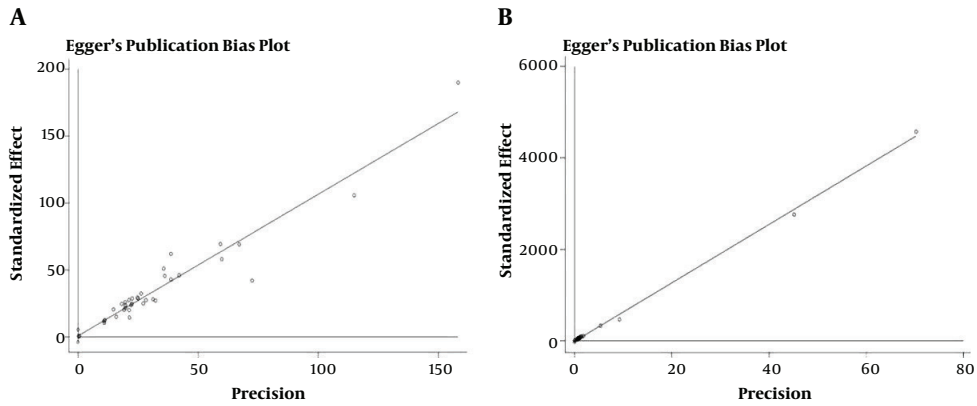 A
Egger's Publication Bias Plot
200
150
100
50
0
Standardized Effect
0 50 100 150
Precision
B
Egger's Publication Bias Plot
6000
4000
2000
0
Standardized Effect
0 20 40 60 80
Precision